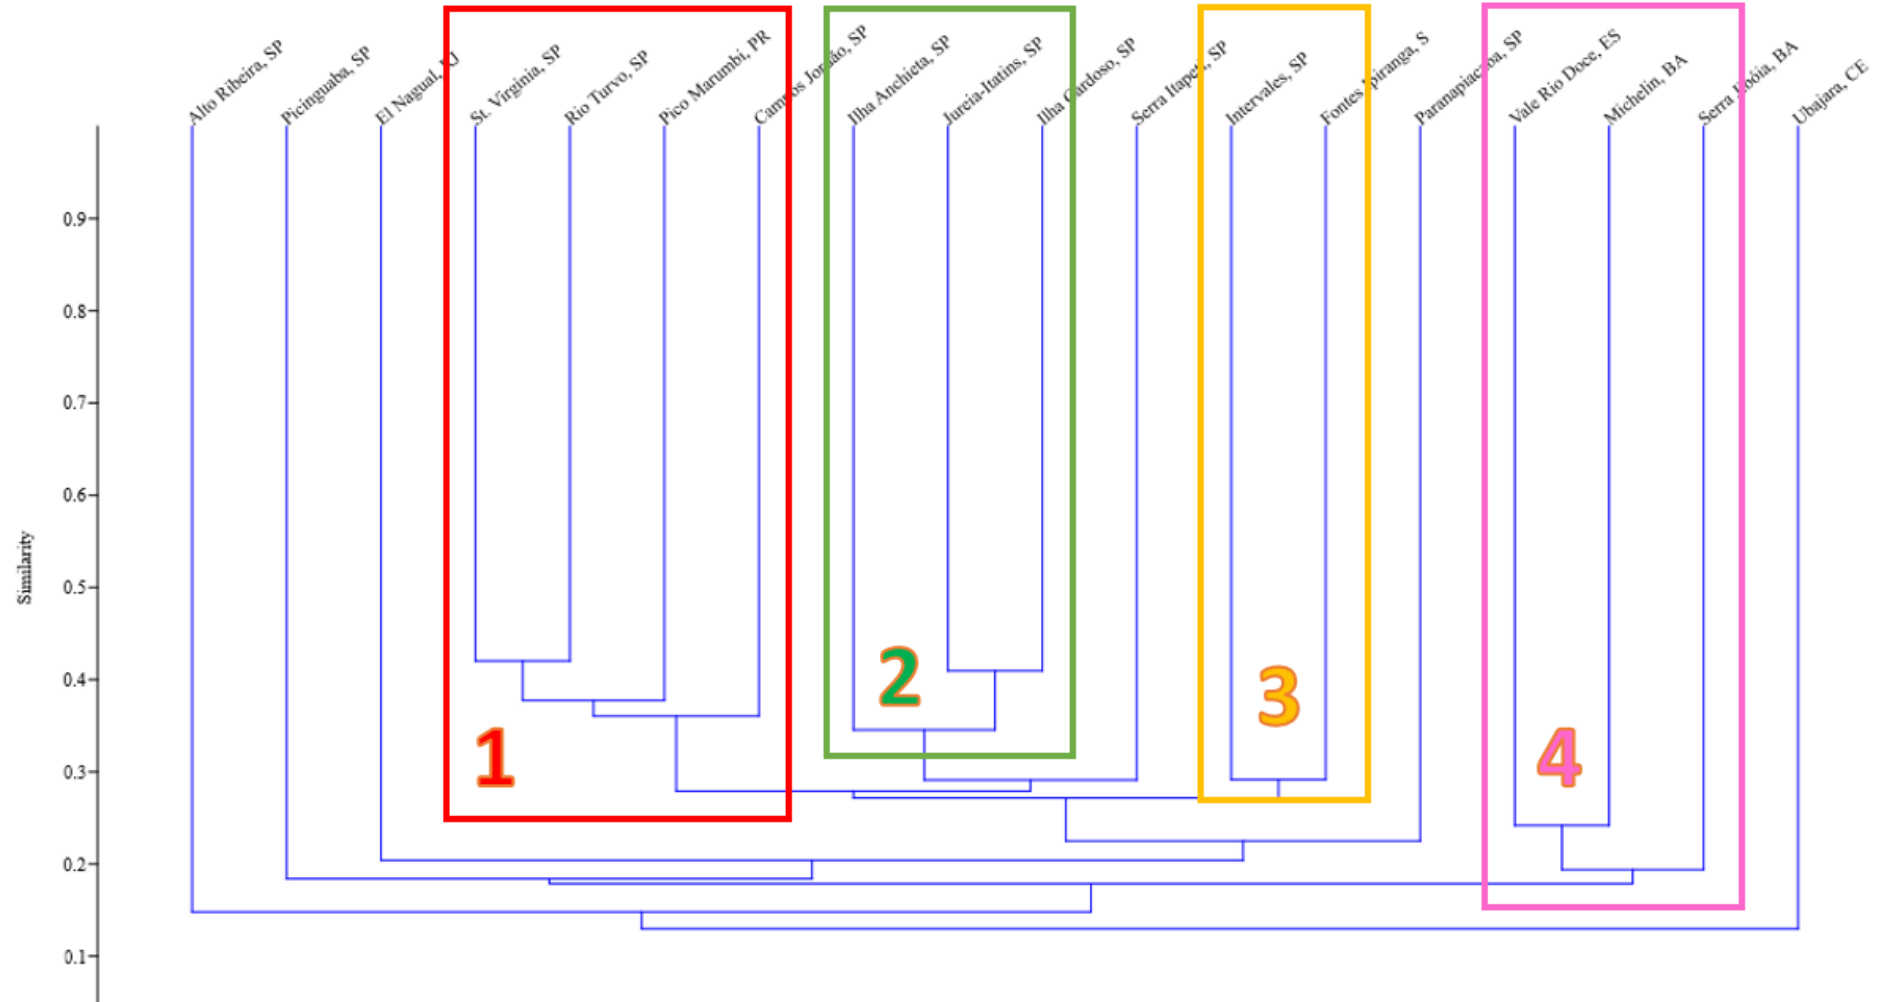 Alto Ribeira, SP
Picinguaba, SP
El Nagual, RJ
St. Virginia, SP
Rio Turvo, SP
Pico Marumbi, PR
Campos Jordão, SP
Ilha Anchieta, SP
Jureia-Itatins, SP
Ilha Cardoso, SP
Serra Itapeti, SP
Intervales, SP
Fontes Ipiranga, S
Paranapiacaba, SP
Vale Rio Doce, ES
Michelin, BA
Serra Jibóia, BA
Ubajara, CE
0.9
0.8
0.7
0.6
0.5
0.4
0.3
0.2
0.1
Similarity
1
2
3
4